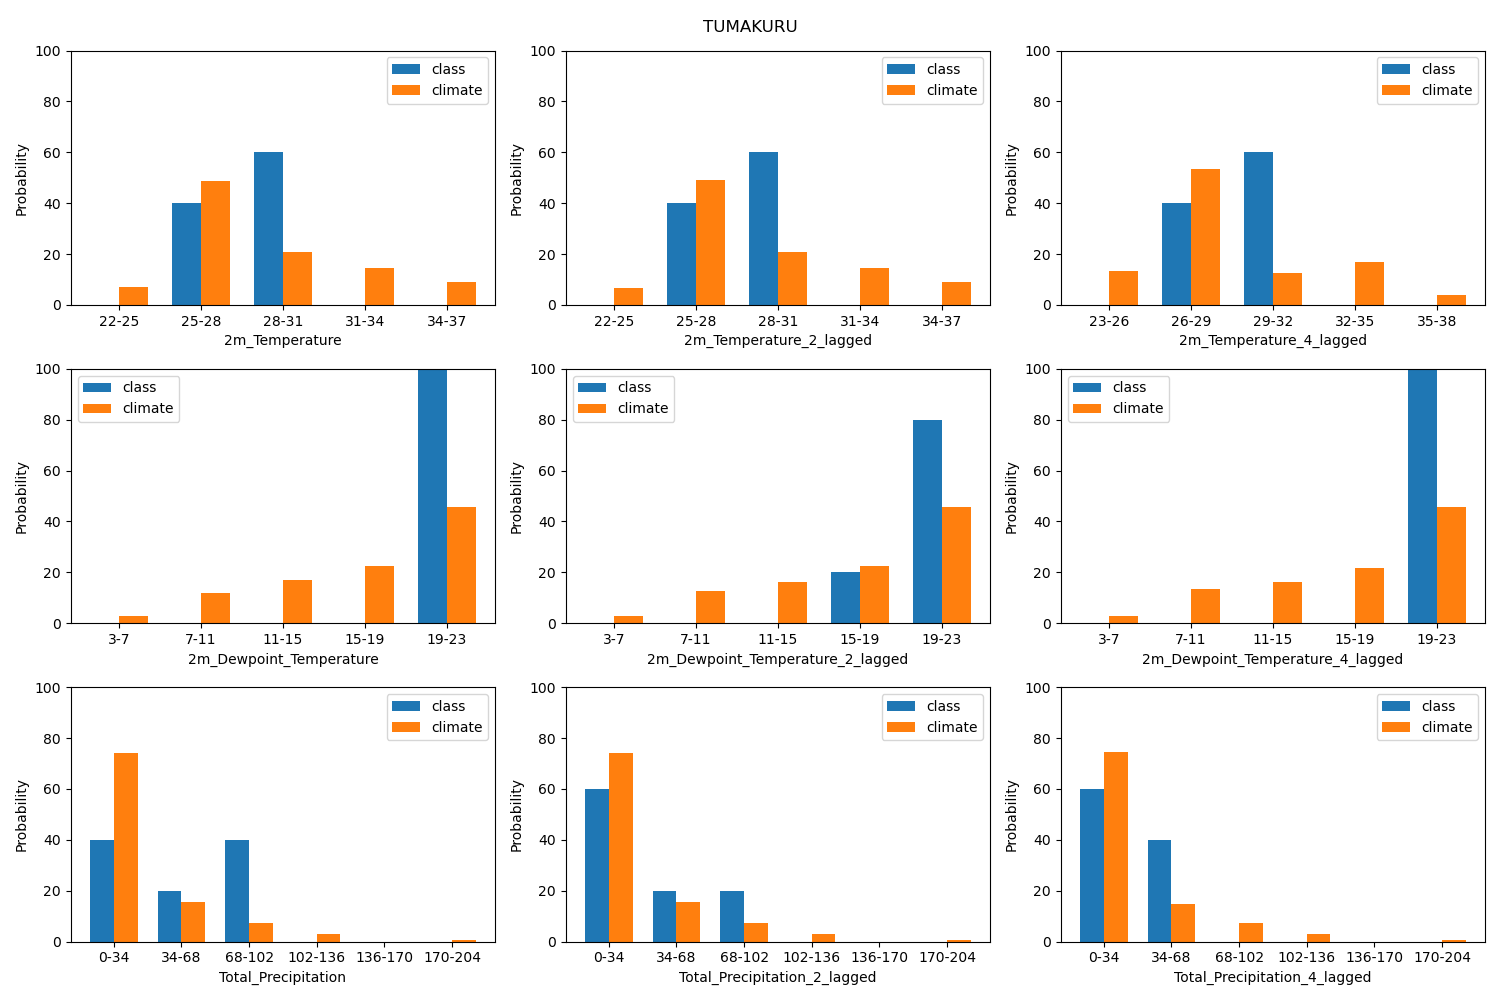 TUMAKURU
100
80
60
40
20
0
Probability
class
climate
22-25 25-28 28-31 31-34 34-37
2m_Temperature
100
80
60
40
20
0
Probability
class
climate
22-25 25-28 28-31 31-34 34-37
2m_Temperature_2_lagged
100
80
60
40
20
0
Probability
class
climate
23-26 26-29 29-32 32-35 35-38
2m_Temperature_4_lagged
100
80
60
40
20
0
Probability
class
climate
3-7 7-11 11-15 15-19 19-23
2m_Dewpoint_Temperature
100
80
60
40
20
0
Probability
class
climate
3-7 7-11 11-15 15-19 19-23
2m_Dewpoint_Temperature_2_lagged
100
80
60
40
20
0
Probability
class
climate
3-7 7-11 11-15 15-19 19-23
2m_Dewpoint_Temperature_4_lagged
100
80
60
40
20
0
Probability
class
climate
0-34 34-68 68-102 102-136 136-170 170-204
Total_Precipitation
100
80
60
40
20
0
Probability
class
climate
0-34 34-68 68-102 102-136 136-170 170-204
Total_Precipitation_2_lagged
100
80
60
40
20
0
Probability
class
climate
0-34 34-68 68-102 102-136 136-170 170-204
Total_Precipitation_4_lagged